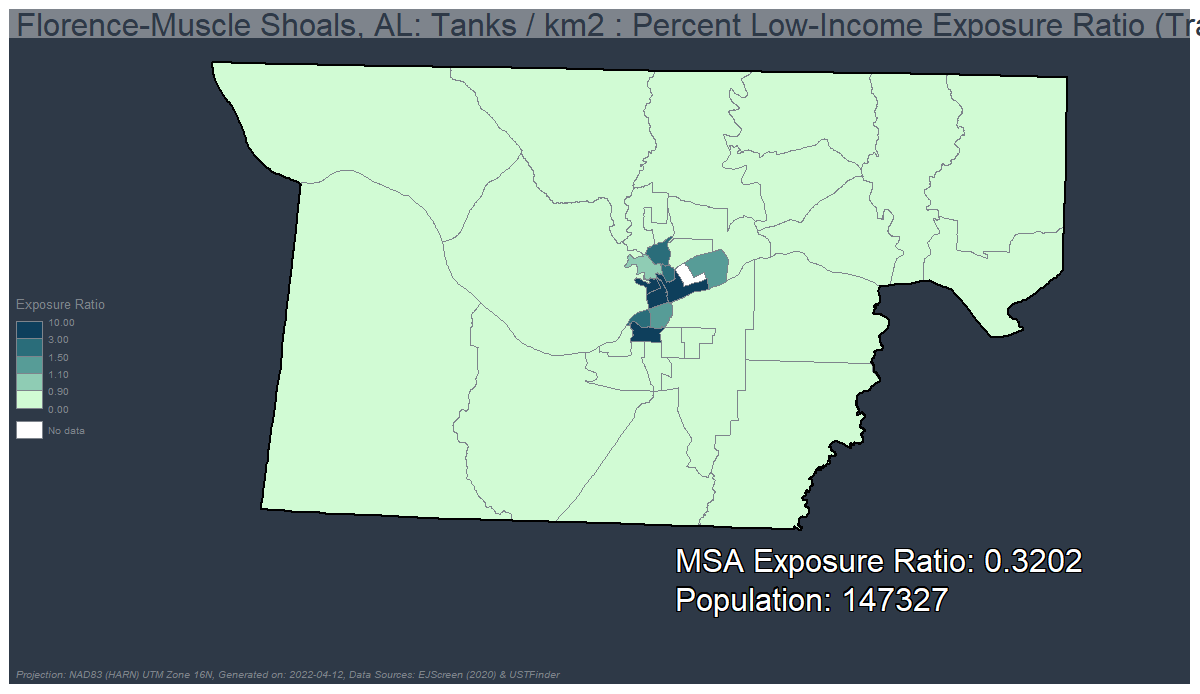 Florence-Muscle Shoals, AL: Tanks / km2 : Percent Low-Income Exposure Ratio (Tra
Exposure Ratio
10.00
3.00
1.50
1.10
0.90
0.00
No data
MSA Exposure Ratio: 0.3202
Population: 147327
Projection: NAD83 (HARN) UTM Zone 16N, Generated on: 2022-04-12, Data Sources: EJScreen (2020) & USTFinder